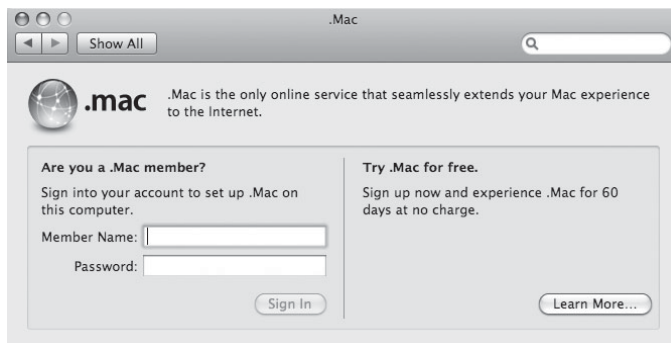 .Mac
Show All
.mac
.Mac is the only online service that seamlessly extends your Mac experience
to the Internet.
Are you a .Mac member?
Sign into your account to set up .Mac on
this computer.
Member Name:
Password:
Sign In
Try .Mac for free.
Sign up now and experience .Mac for 60
days at no charge.
Learn More...